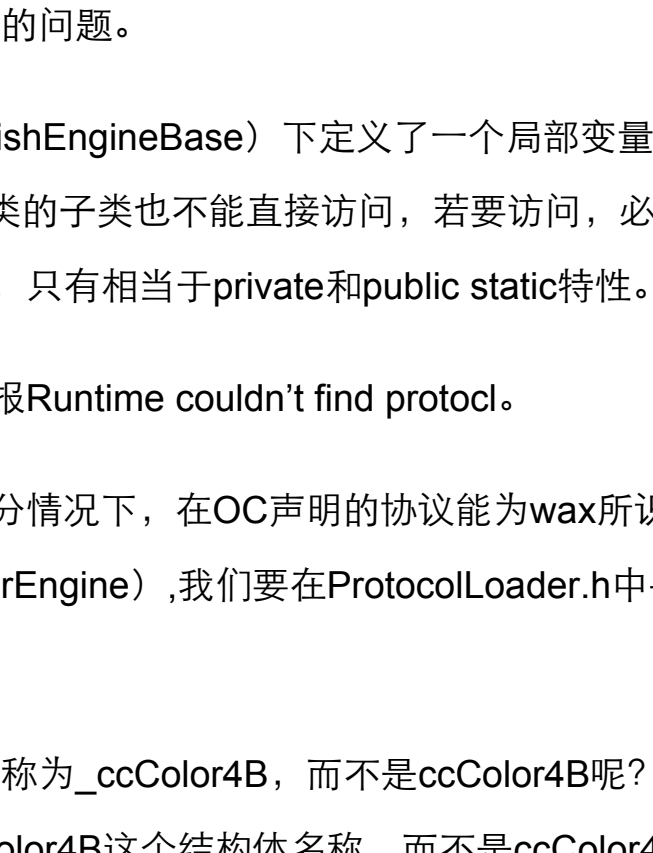 的问题。
ishEngineBase）下定义了一个局部变量
类的子类也不能直接访问，若要访问，必
只有相当于private和public static特性。
报Runtime couldn’t find protocl。
分情况下，在OC声明的协议能为wax所识
rEngine）,我们要在ProtocolLoader.h中
称为_ccColor4B，而不是ccColor4B呢？
olor4B这个结构体名称，而不是ccColor4